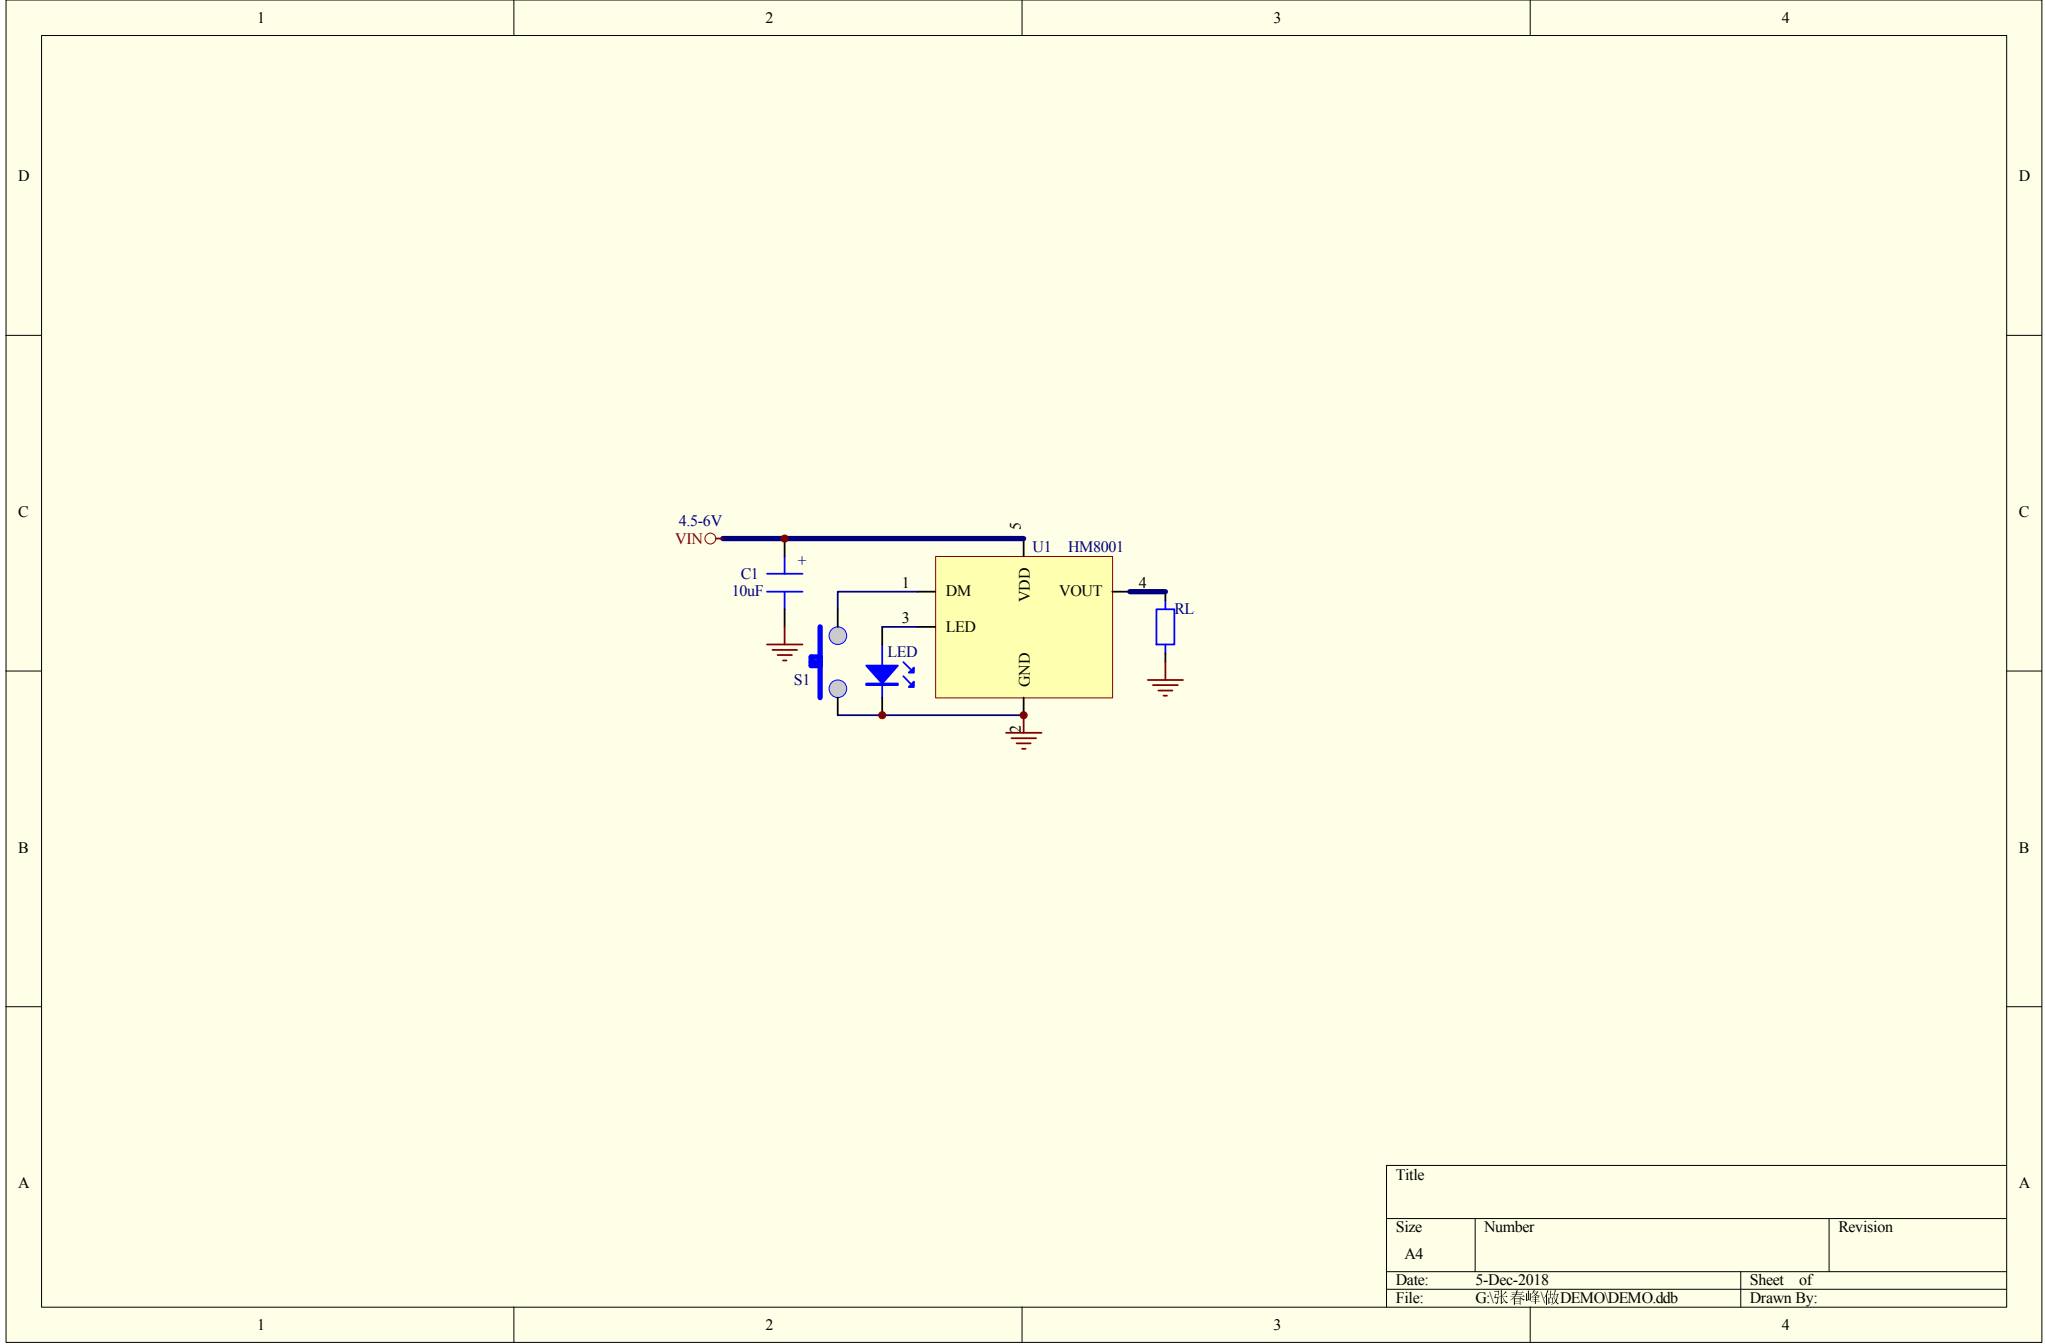 1 2 3 4
D D
4.5-6V
VIN
5
U1 HM8001
C C
+
C1
10uF
1
DM
VDD
VOUT
4
RL
3
LED
LED
S1
GND
2
B B
A A
Title
Size Number Revision
A4
Date: 5-Dec-2018 Sheet of
File: G:\张春峰\做DEMO\DEMO.ddb Drawn By:
1 2 3 4